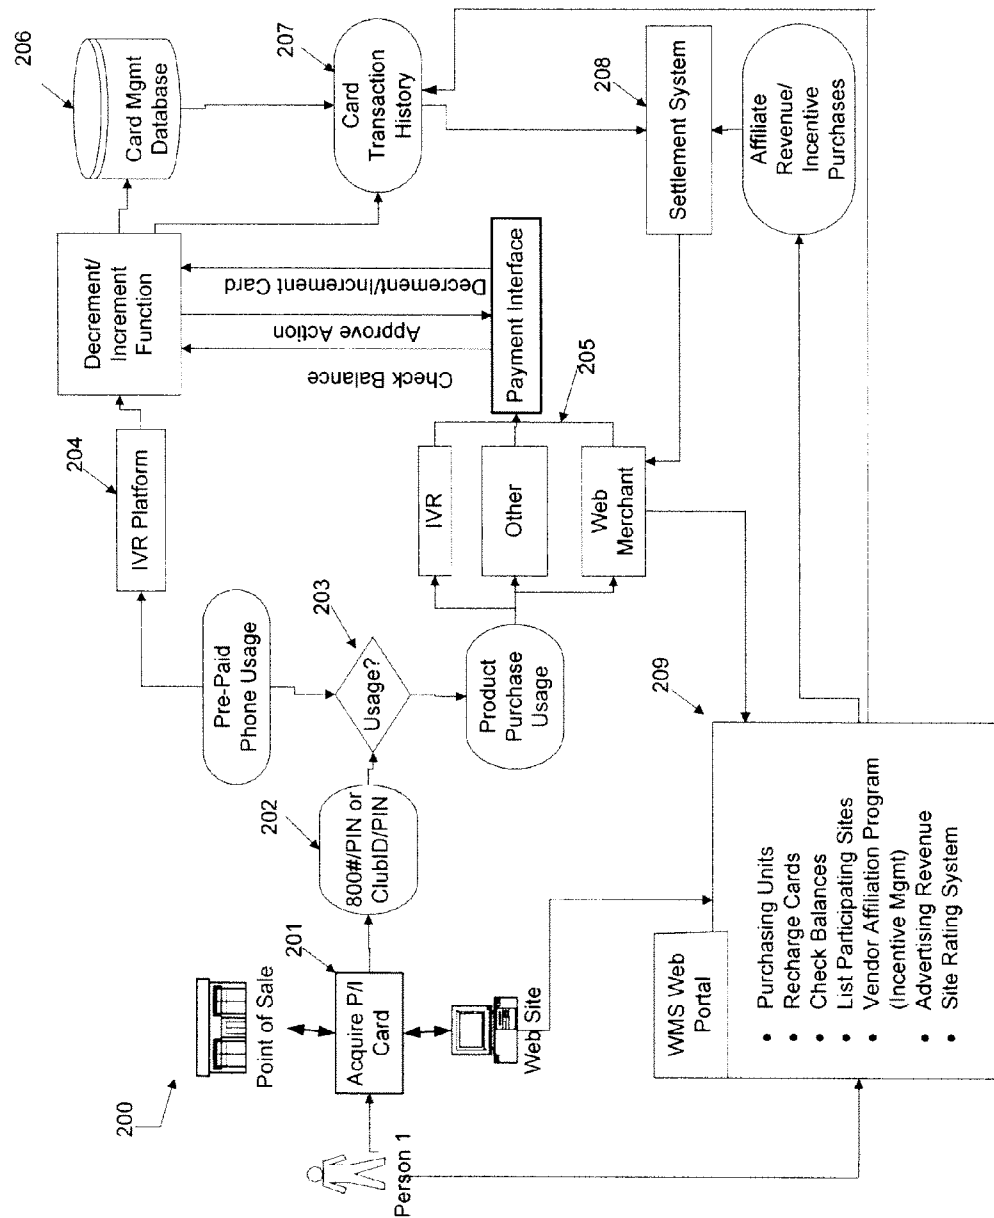 200
Point of Sale
201
Acquire P/I
Card
Person 1
Web Site
202
800#/PIN or
ClubID/PIN
Pre-Paid
Phone Usage
203
Usage?
Product
Purchase
Usage
204
IVR Platform
IVR
Other
Web
Merchant
205
Payment Interface
Check Balance
Approve Action
Decrement/Increment Card
Decrement/
Increment
Function
206
Card Mgmt
Database
207
Card
Transaction
History
208
Settlement System
Affiliate
Revenue/
Incentive
Purchases
209
WMS Web
Portal
• Purchasing Units
• Recharge Cards
• Check Balances
• List Participating Sites
• Vendor Affiliation Program
(Incentive Mgmt)
• Advertising Revenue
• Site Rating System